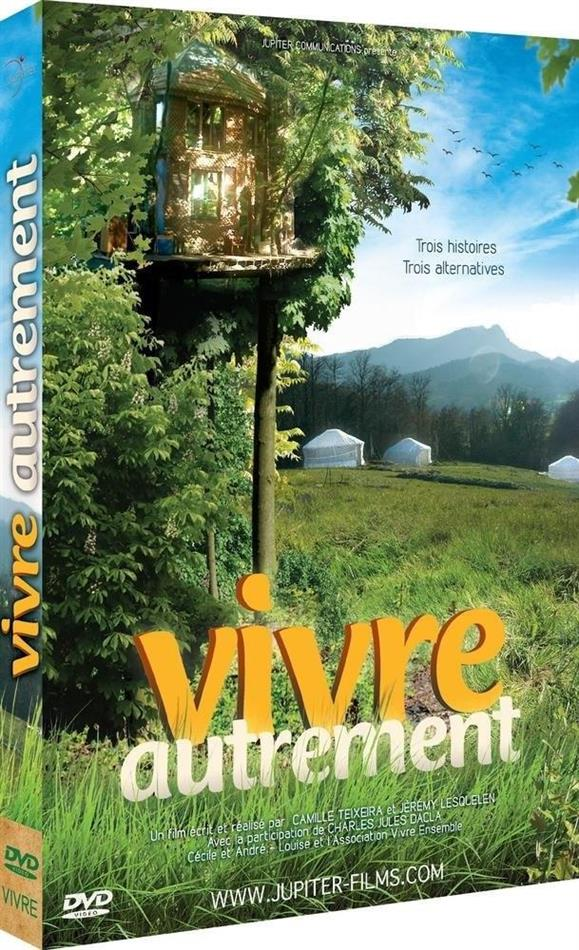 JUPITER COMMUNICATIONS présente
Trois histoires
Trois alternatives
vivre
autrement
Un film écrit et réalisé par CAMILLE TEIXEIRA et JÉRÉMY LESQUELEN
Avec la participation de CHARLES JULES DACLA
Cécile et André - Louise et l'Association Vivre Ensemble
WWW.JUPITER-FILMS.COM
DVD
VIDEO
vivre autrement
DVD
VIDEO
VIVRE